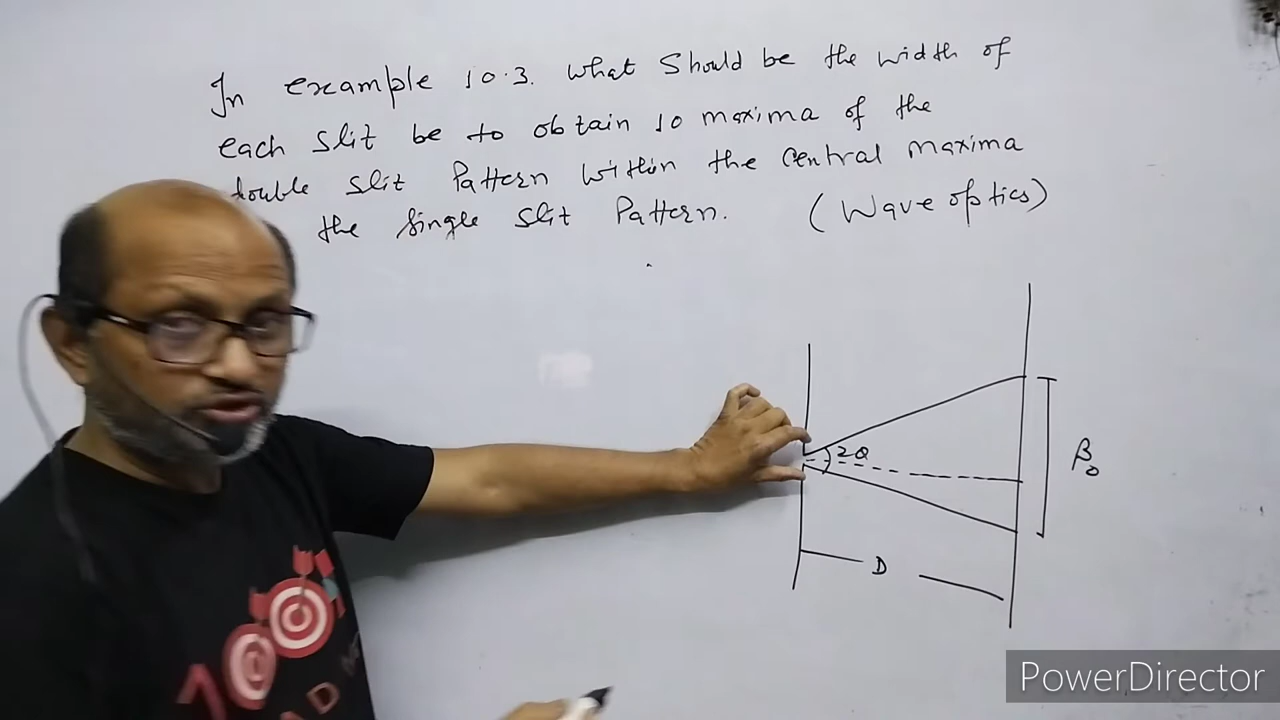 In example 10.3. What should be the width of
each slit be to obtain 10 maxima of the
double slit Pattern within the central maxima
the single slit Pattern. (Wave optics)
2θ
β₀
D
PowerDirector